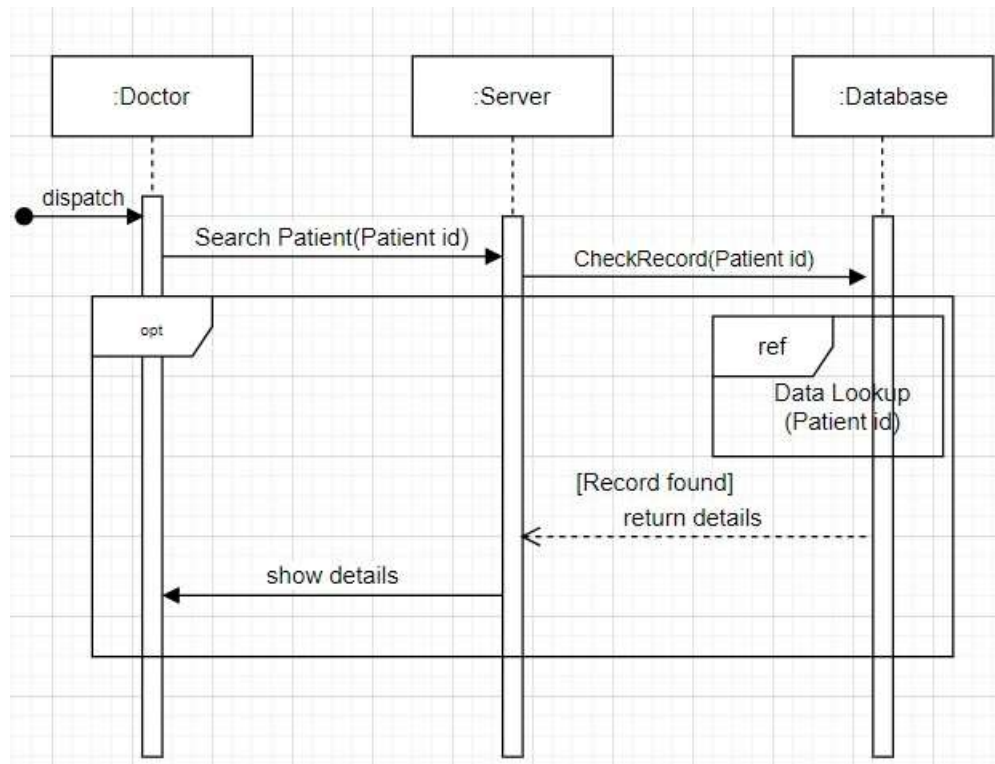 :Doctor
:Server
:Database
dispatch
Search Patient(Patient id)
CheckRecord(Patient id)
opt
ref
Data Lookup
(Patient id)
[Record found]
return details
show details